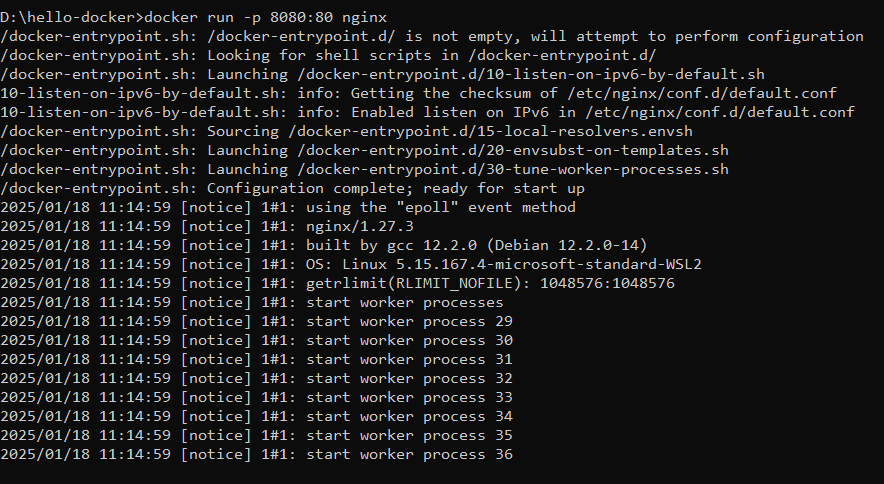 D:\hello-docker>docker run -p 8080:80 nginx
/docker-entrypoint.sh: /docker-entrypoint.d/ is not empty, will attempt to perform configuration
/docker-entrypoint.sh: Looking for shell scripts in /docker-entrypoint.d/
/docker-entrypoint.sh: Launching /docker-entrypoint.d/10-listen-on-ipv6-by-default.sh
10-listen-on-ipv6-by-default.sh: info: Getting the checksum of /etc/nginx/conf.d/default.conf
10-listen-on-ipv6-by-default.sh: info: Enabled listen on IPv6 in /etc/nginx/conf.d/default.conf
/docker-entrypoint.sh: Sourcing /docker-entrypoint.d/15-local-resolvers.envsh
/docker-entrypoint.sh: Launching /docker-entrypoint.d/20-envsubst-on-templates.sh
/docker-entrypoint.sh: Launching /docker-entrypoint.d/30-tune-worker-processes.sh
/docker-entrypoint.sh: Configuration complete; ready for start up
2025/01/18 11:14:59 [notice] 1#1: using the "epoll" event method
2025/01/18 11:14:59 [notice] 1#1: nginx/1.27.3
2025/01/18 11:14:59 [notice] 1#1: built by gcc 12.2.0 (Debian 12.2.0-14)
2025/01/18 11:14:59 [notice] 1#1: OS: Linux 5.15.167.4-microsoft-standard-WSL2
2025/01/18 11:14:59 [notice] 1#1: getrlimit(RLIMIT_NOFILE): 1048576:1048576
2025/01/18 11:14:59 [notice] 1#1: start worker processes
2025/01/18 11:14:59 [notice] 1#1: start worker process 29
2025/01/18 11:14:59 [notice] 1#1: start worker process 30
2025/01/18 11:14:59 [notice] 1#1: start worker process 31
2025/01/18 11:14:59 [notice] 1#1: start worker process 32
2025/01/18 11:14:59 [notice] 1#1: start worker process 33
2025/01/18 11:14:59 [notice] 1#1: start worker process 34
2025/01/18 11:14:59 [notice] 1#1: start worker process 35
2025/01/18 11:14:59 [notice] 1#1: start worker process 36